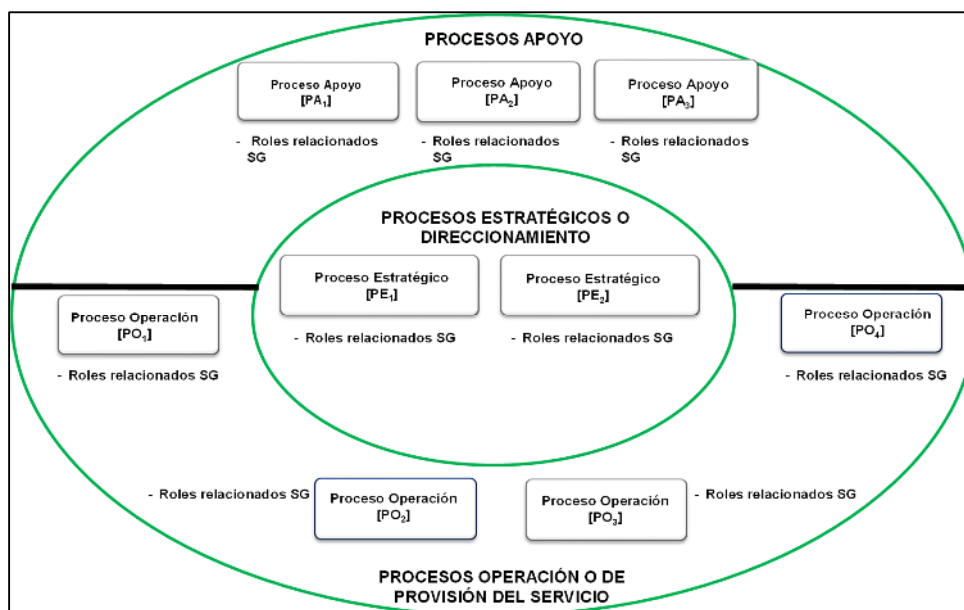 PROCESOS APOYO
Proceso Apoyo
[PA1]
Proceso Apoyo
[PA2]
Proceso Apoyo
[PA3]
- Roles relacionados
SG
- Roles relacionados
SG
- Roles relacionados
SG
PROCESOS ESTRATÉGICOS O
DIRECCIONAMIENTO
Proceso Estratégico
[PE1]
Proceso Estratégico
[PE2]
- Roles relacionados SG
- Roles relacionados SG
Proceso Operación
[PO1]
- Roles relacionados SG
Proceso Operación
[PO4]
- Roles relacionados SG
- Roles relacionados SG
Proceso Operación
[PO2]
Proceso Operación
[PO3]
- Roles relacionados SG
PROCESOS OPERACIÓN O DE
PROVISIÓN DEL SERVICIO